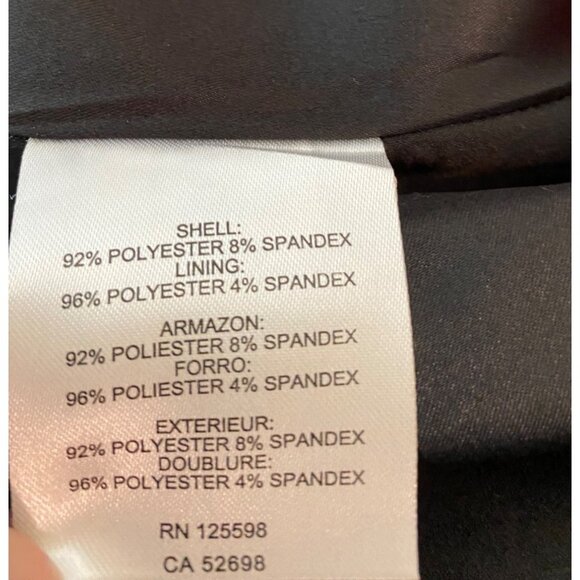 SHELL:
92% POLYESTER 8% SPANDEX
LINING:
96% POLYESTER 4% SPANDEX
ARMAZON:
92% POLIESTER 8% SPANDEX
FORRO:
96% POLIESTER 4% SPANDEX
EXTERIEUR:
92% POLYESTER 8% SPANDEX
DOUBLURE:
96% POLYESTER 4% SPANDEX
RN 125598
CA 52698